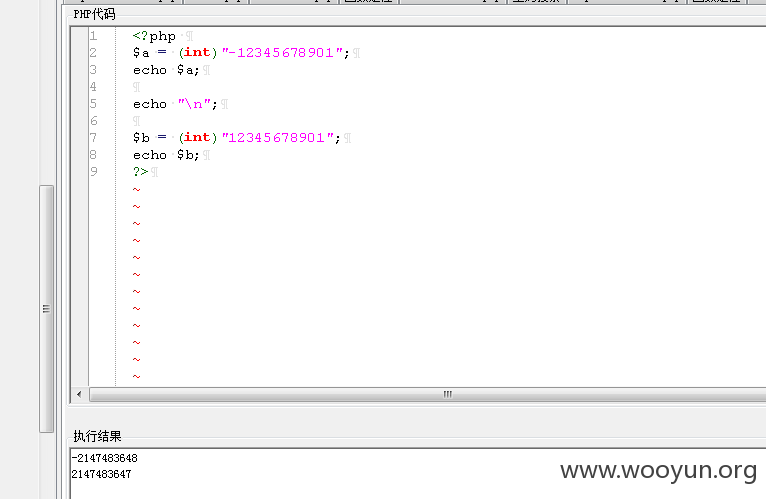 PHP代码
1 <?php
2 $a = (int)"-12345678901";
3 echo $a;
4
5 echo "\n";
6
7 $b = (int)"12345678901";
8 echo $b;
9 ?>
~
~
~
~
~
~
~
~
~
~
~
~
执行结果
-2147483648
2147483647
www.wooyun.org